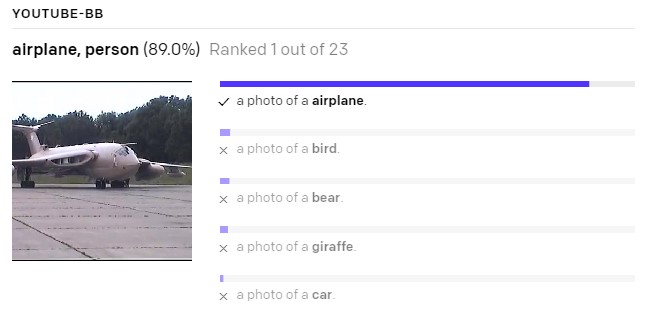 YOUTUBE-BB
airplane, person (89.0%) Ranked 1 out of 23
✓ a photo of a airplane.
× a photo of a bird.
× a photo of a bear.
× a photo of a giraffe.
× a photo of a car.